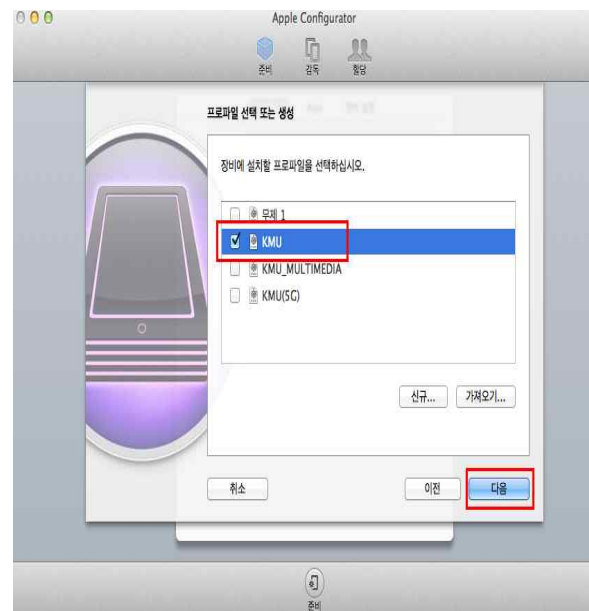 Apple Configurator
준비
감독
할당
프로파일 선택 또는 생성
장비에 설치할 프로파일을 선택하십시오.
무제 1
KMU
KMU_MULTIMEDIA
KMU(5G)
신규... 가져오기...
취소 이전 다음
준비